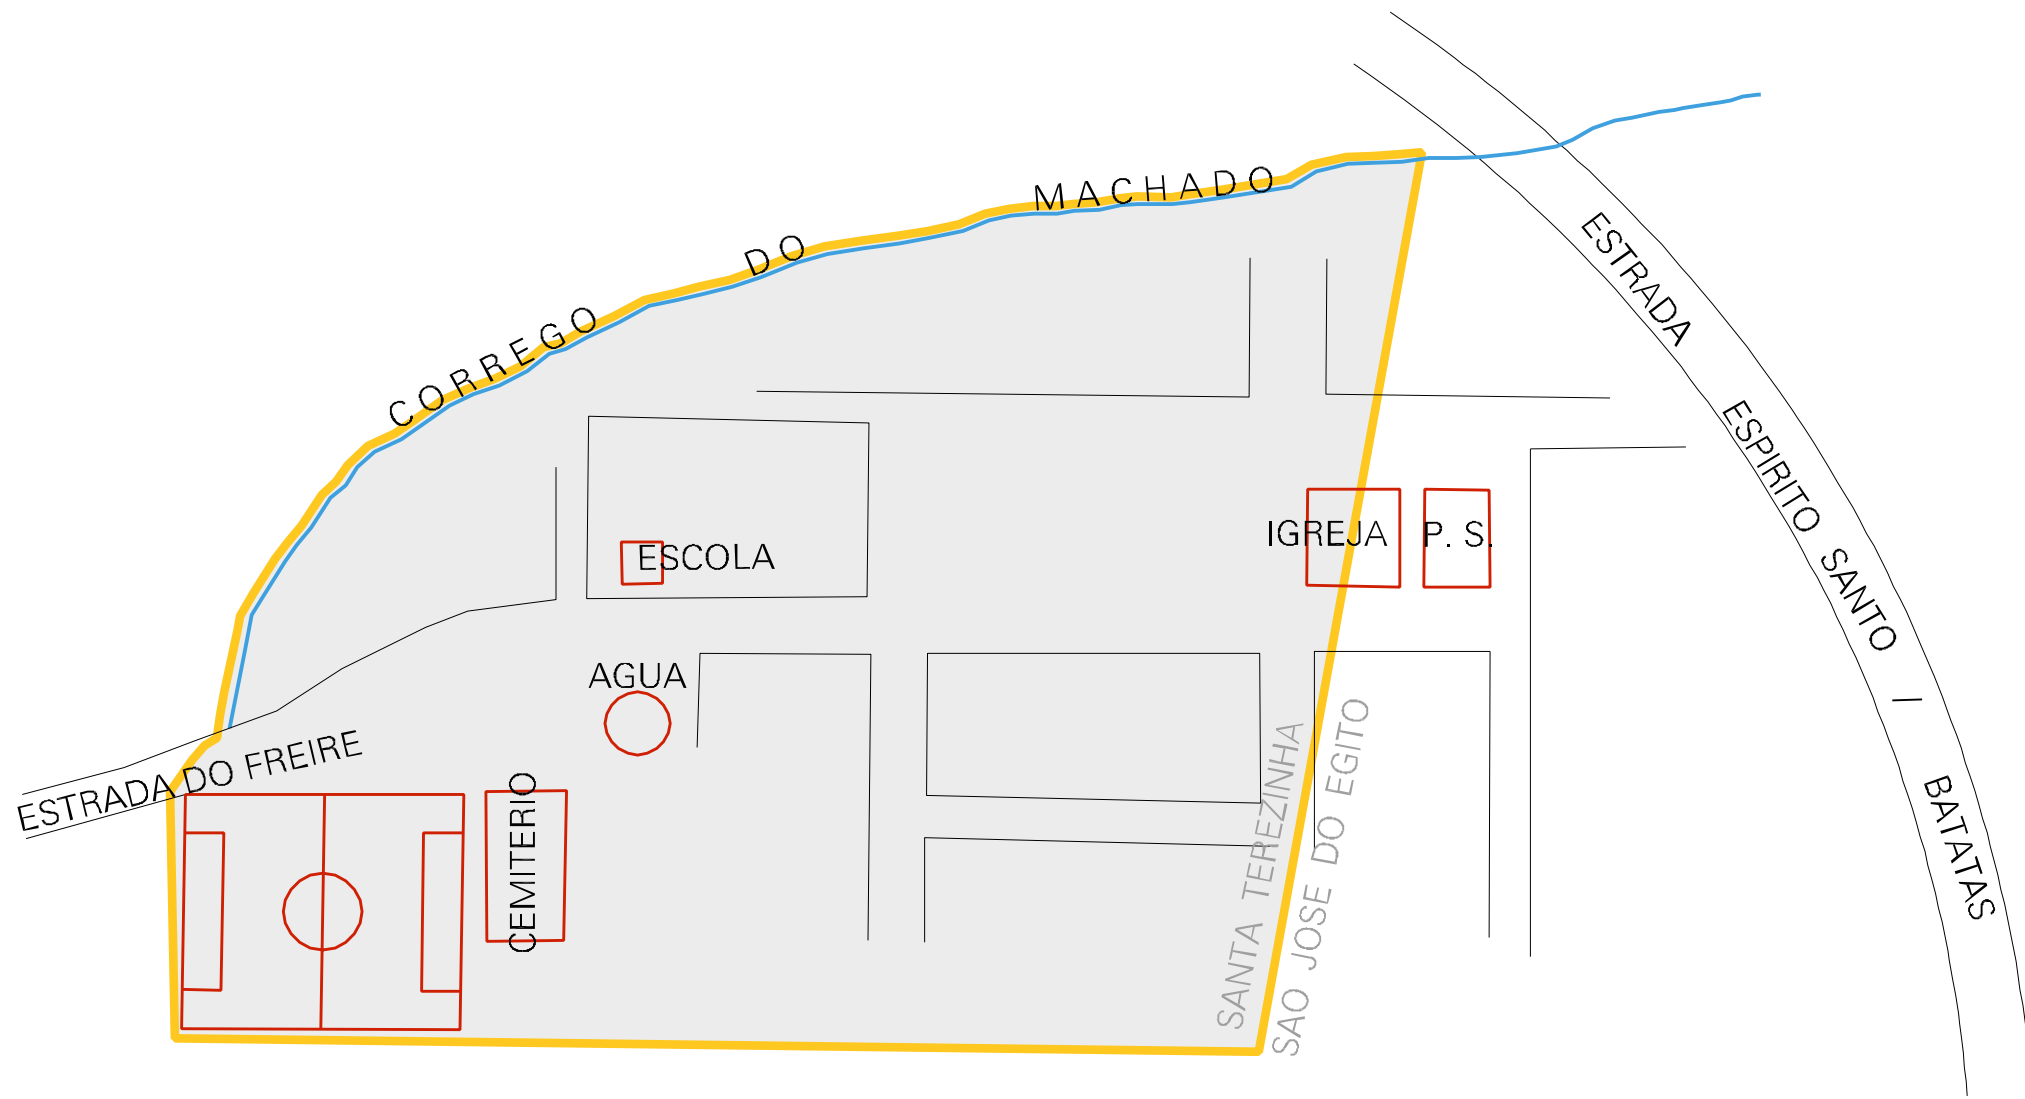 CORREGO DO MACHADO
ESTRADA ESPIRITO SANTO / BATATAS
IGREJA
P. S.
ESCOLA
AGUA
ESTRADA DO FREIRE
CEMITERIO
SANTA TEREZINHA
SAO JOSE DO EGITO